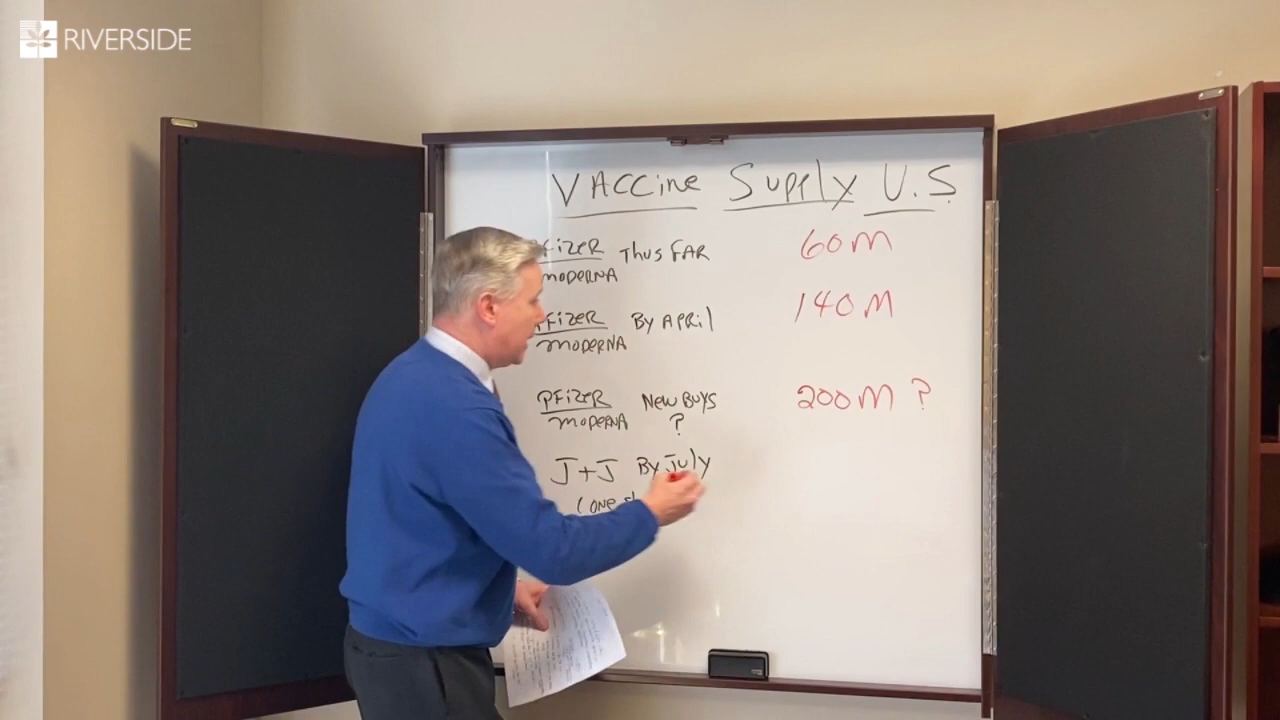 RIVERSIDE
VACCine Supply U.S.
PFizER THUS FAR 60M
MODERNA
PFizER By APRil 140M
MODERNA
PFizER New Buys 200M ?
MODERNA ?
J+J By July
(ONE